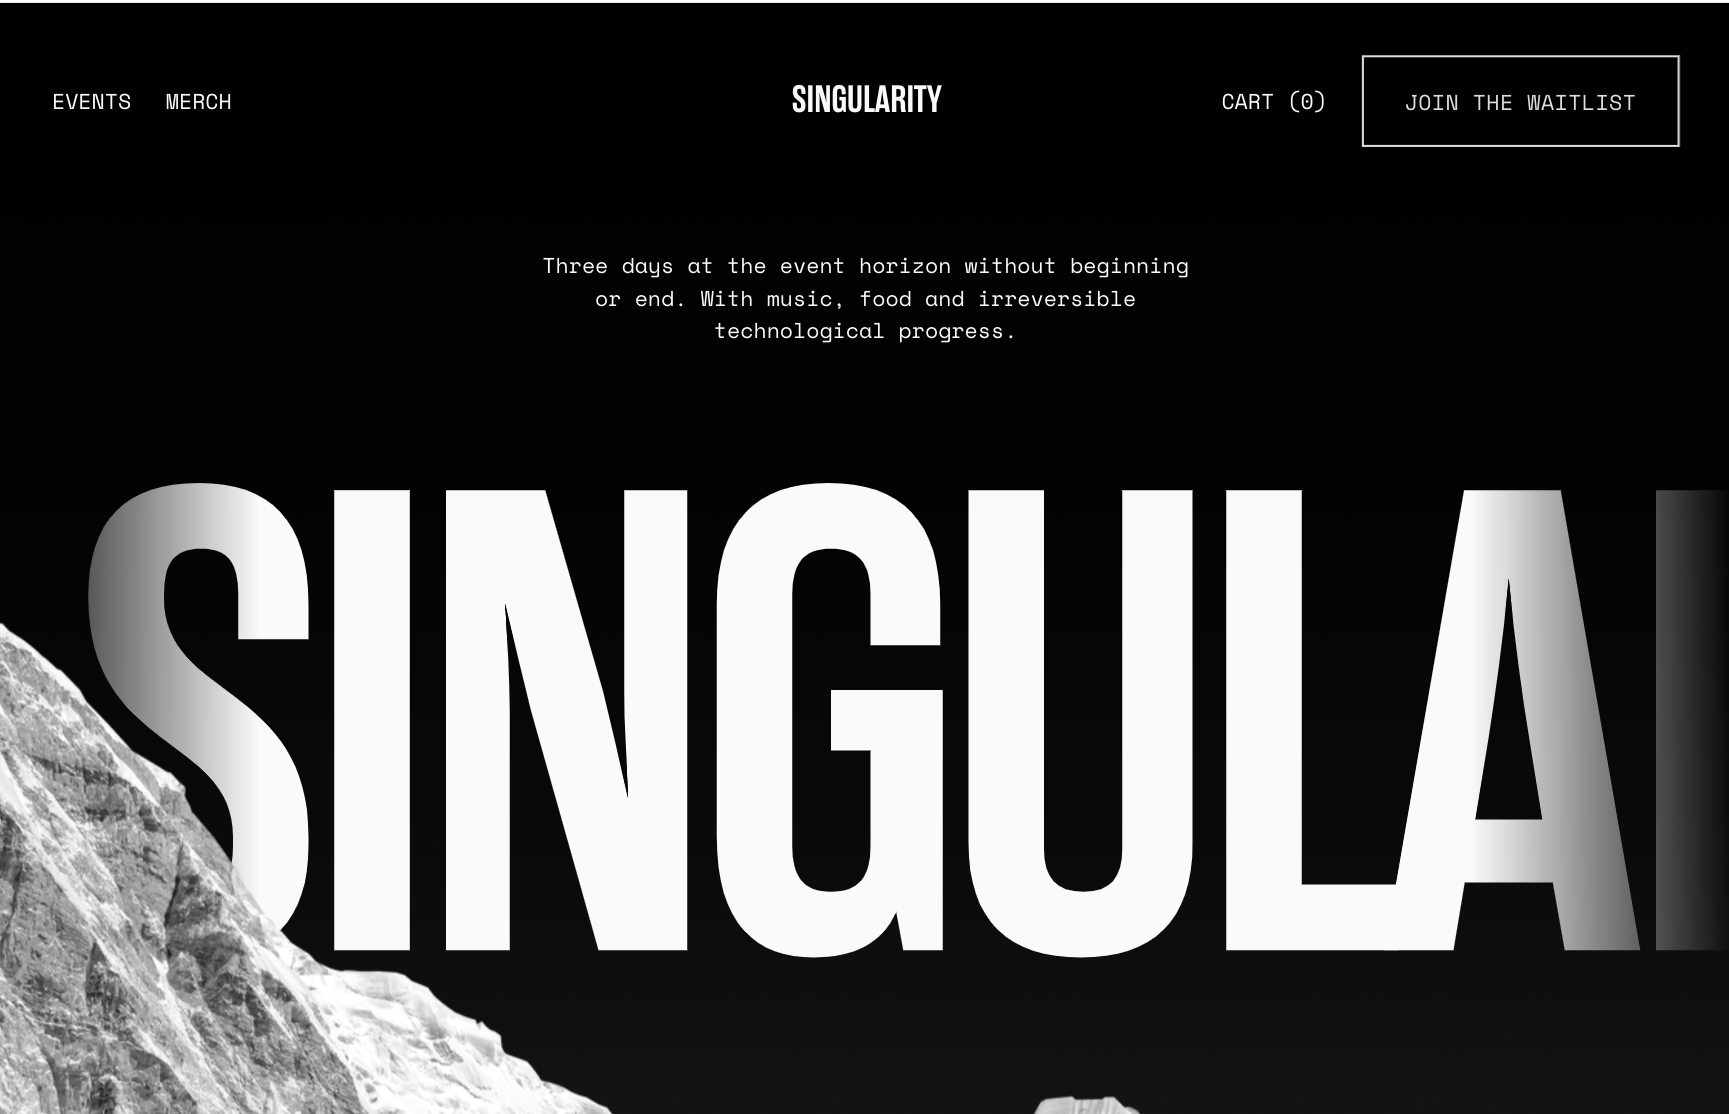 EVENTS MERCH SINGULARITY CART (0) JOIN THE WAITLIST
Three days at the event horizon without beginning
or end. With music, food and irreversible
technological progress.
SINGULA